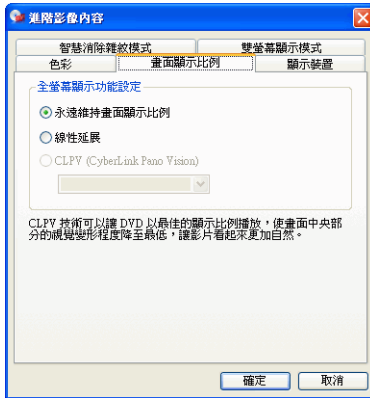 進階影像內容
智慧消除雜紋模式
雙螢幕顯示模式
色彩
畫面顯示比例
顯示裝置
全螢幕顯示功能設定
永遠維持畫面顯示比例
線性延展
CLPV (CyberLink Pano Vision)
CLPV 技術可以讓 DVD 以最佳的顯示比例播放，使畫面中央部
分的視覺變形程度降至最低，讓影片看起來更加自然。
確定
取消